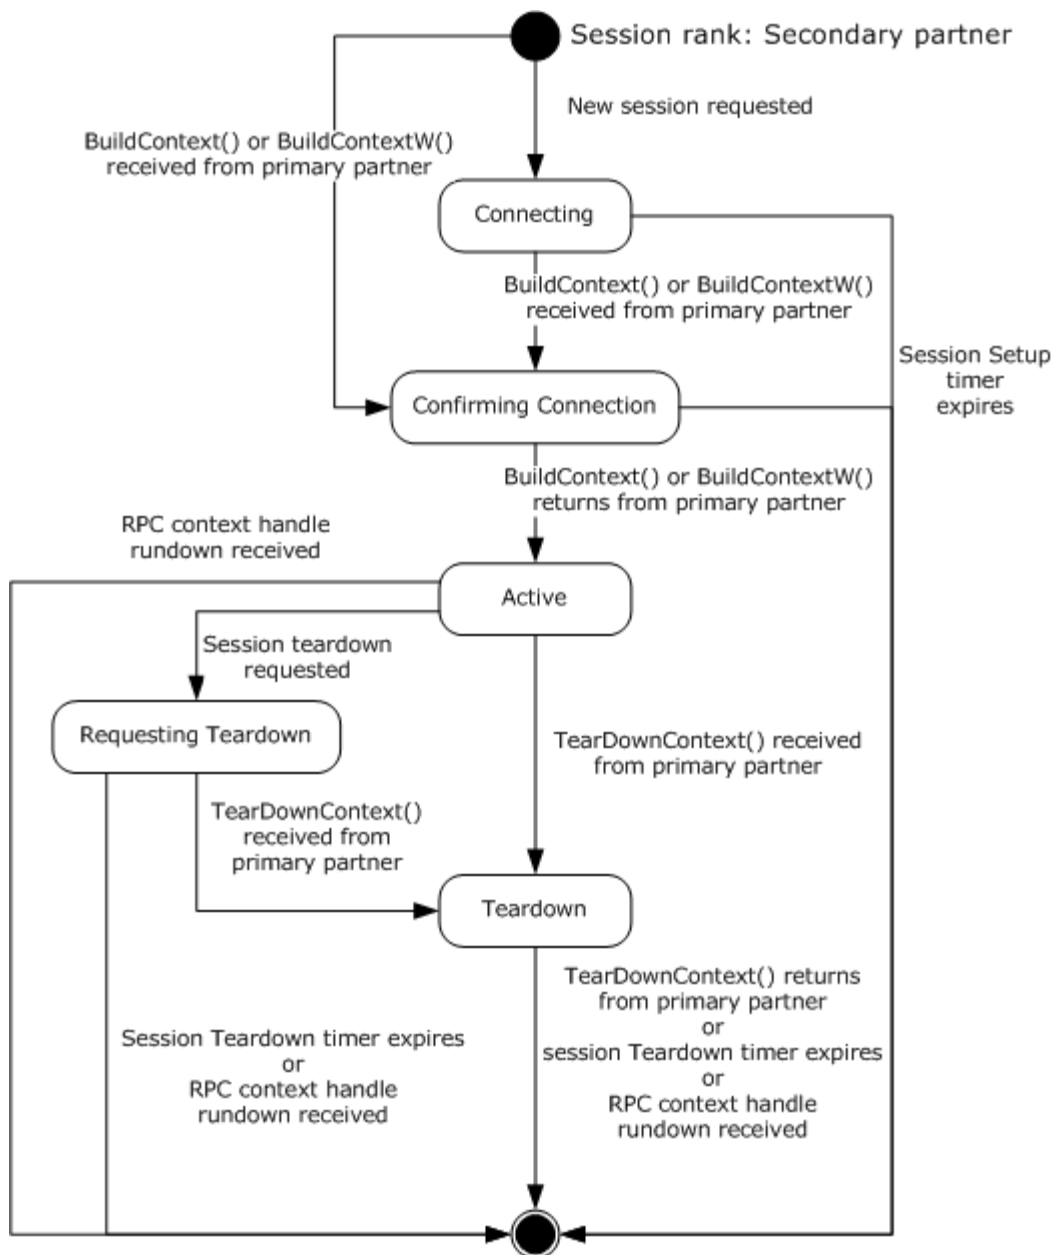 Session rank: Secondary partner
New session requested
BuildContext() or BuildContextW()
received from primary partner
Connecting
BuildContext() or BuildContextW()
received from primary partner
Session Setup
timer
expires
Confirming Connection
BuildContext() or BuildContextW()
returns from primary partner
RPC context handle
rundown received
Active
Session teardown
requested
Requesting Teardown
TearDownContext() received
from primary partner
TearDownContext()
received from
primary partner
Teardown
TearDownContext() returns
from primary partner
or
session Teardown timer expires
or
RPC context handle
rundown received
Session Teardown timer expires
or
RPC context handle
rundown received